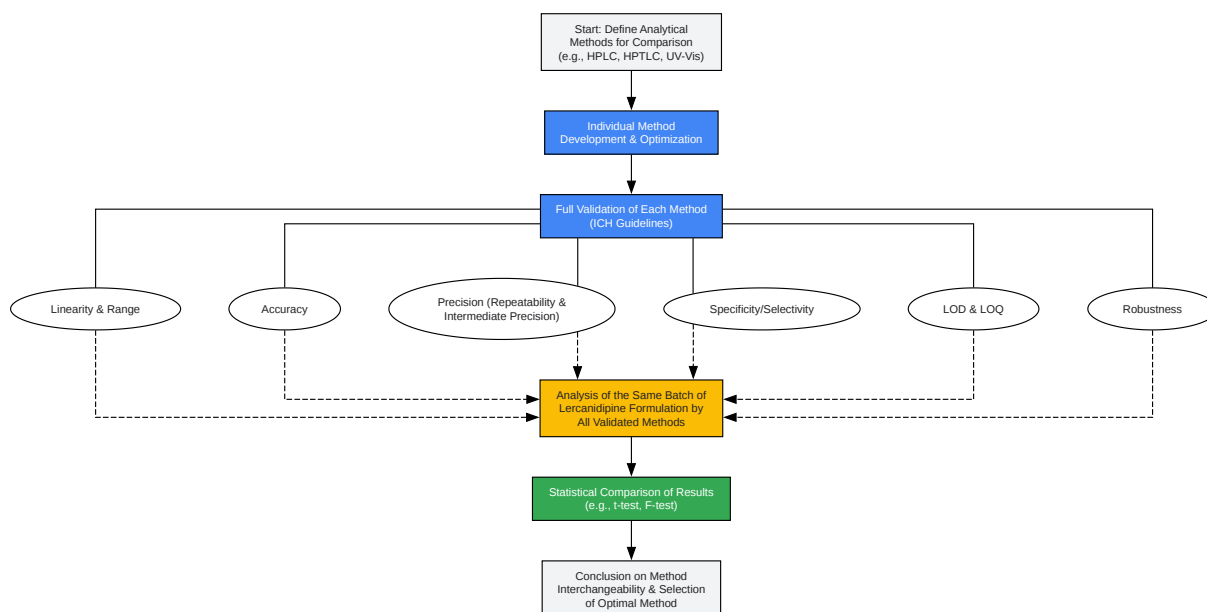 Start: Define Analytical
Methods for Comparison
(e.g., HPLC, HPTLC, UV-Vis)
Individual Method
Development & Optimization
Full Validation of Each Method
(ICH Guidelines)
Linearity & Range
Accuracy
Precision (Repeatability &
Intermediate Precision)
Specificity/Selectivity
LOD & LOQ
Robustness
Analysis of the Same Batch of
Lercanidipine Formulation by
All Validated Methods
Statistical Comparison of Results
(e.g., t-test, F-test)
Conclusion on Method
Interchangeability & Selection
of Optimal Method